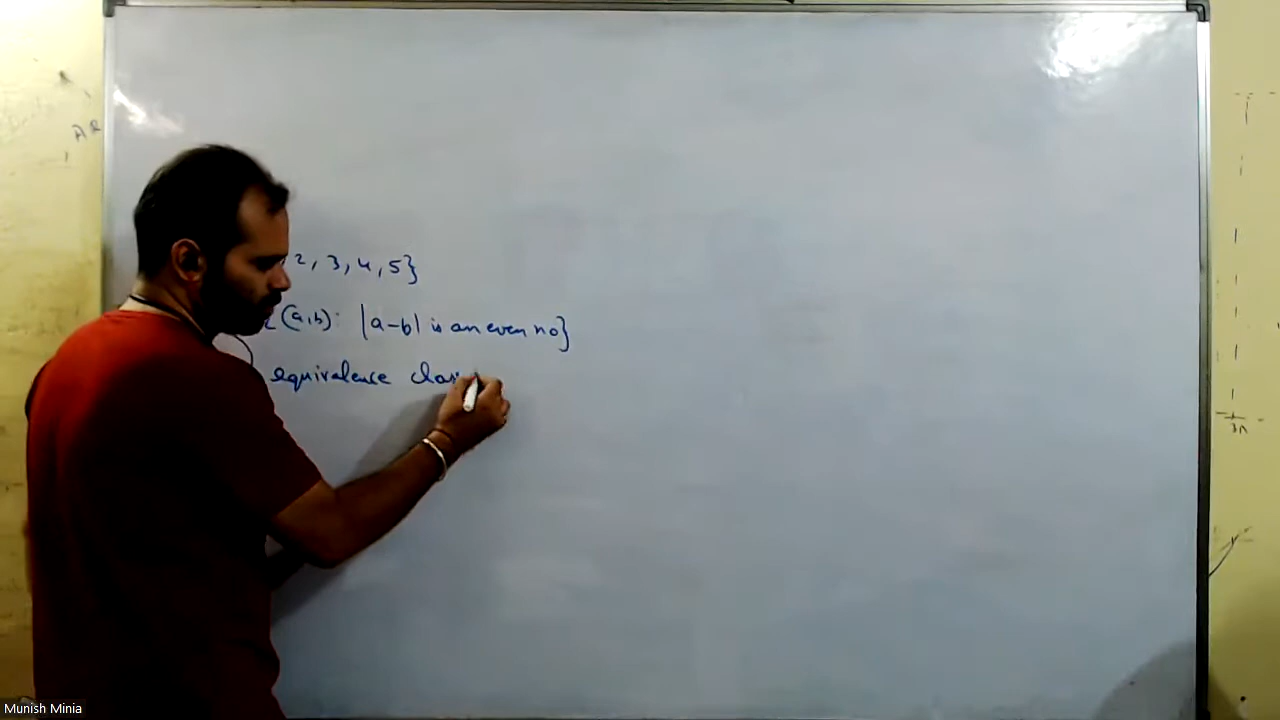 2, 3, 4, 5}
(a,b): |a-b| is an even no}
equivalence clas
Munish Minia